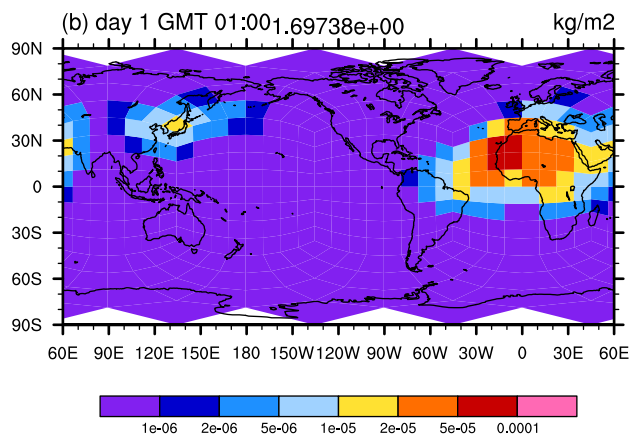 (b) day 1 GMT 01:00 1.69738e+00 kg/m2
90N
60N
30N
0
30S
60S
90S
60E 90E 120E 150E 180 150W 120W 90W 60W 30W 0 30E 60E
1e-06 2e-06 5e-06 1e-05 2e-05 5e-05 0.0001